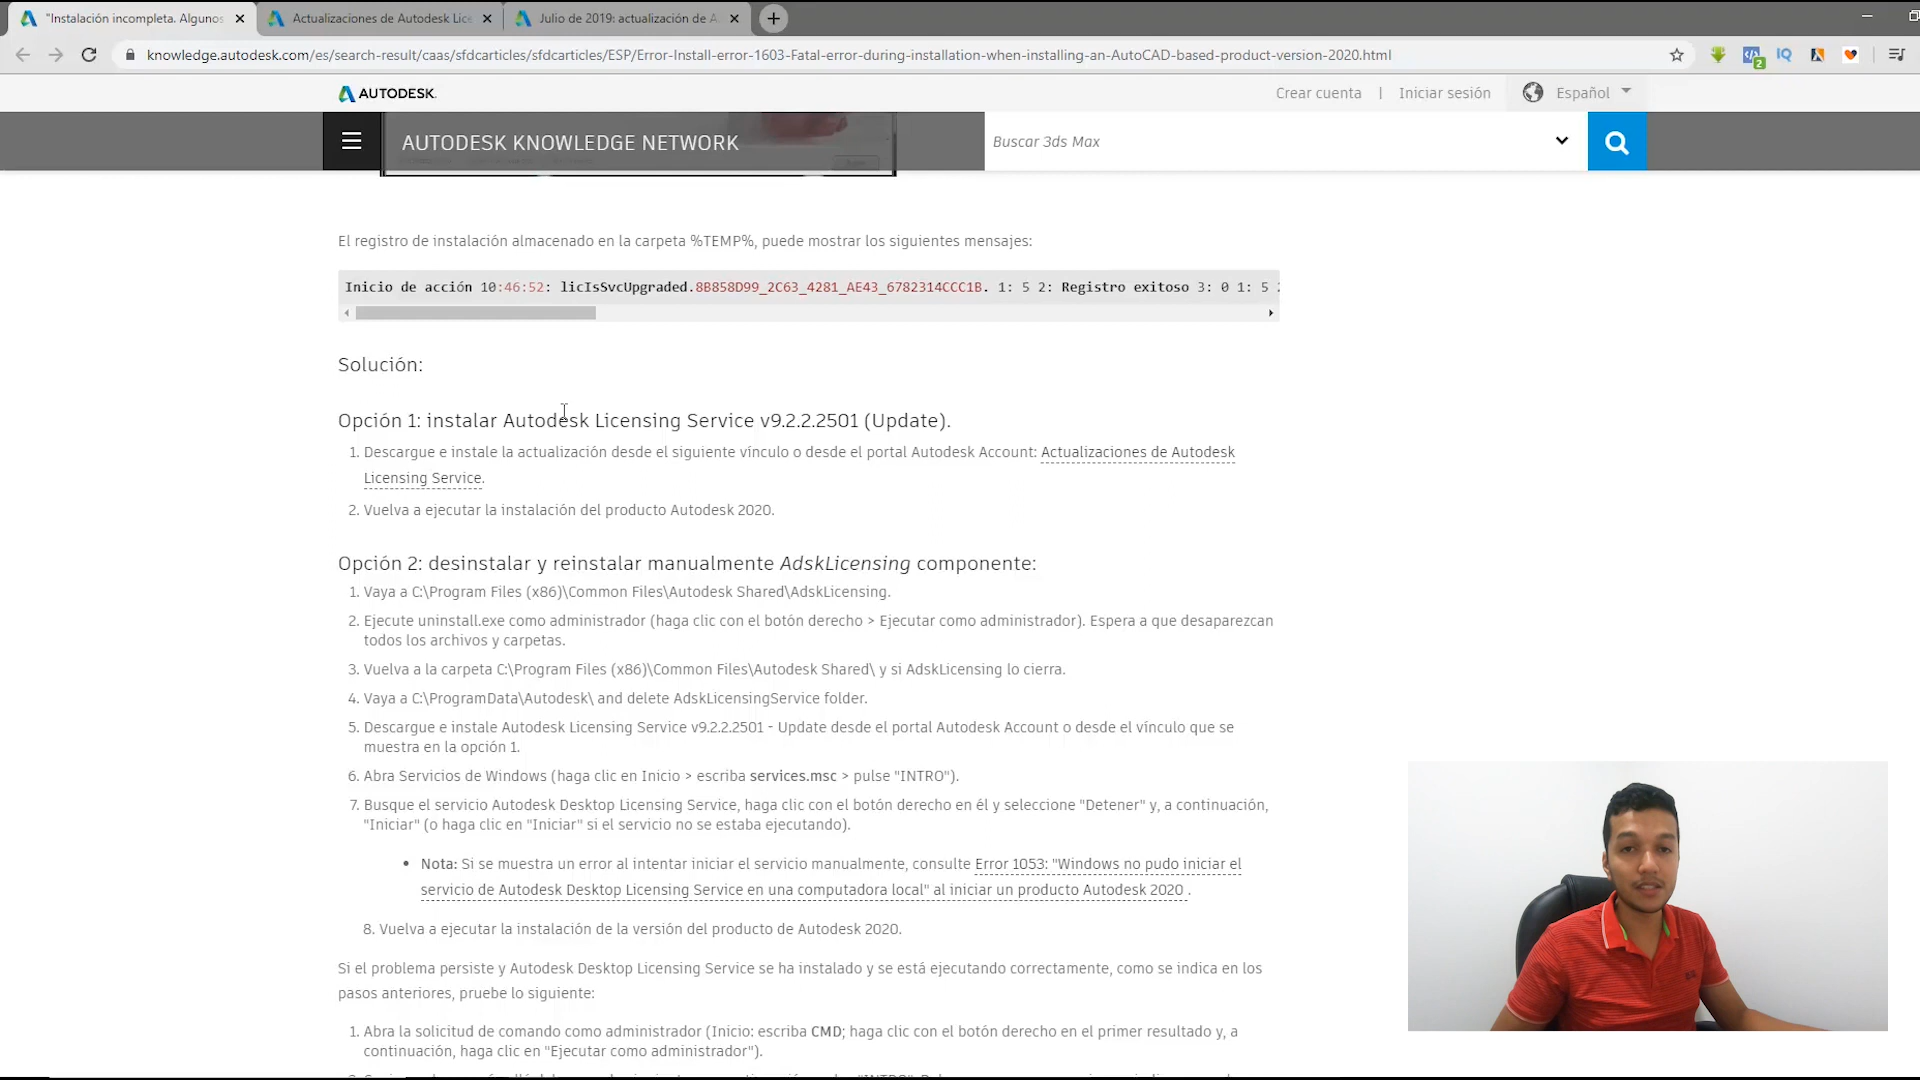 "Instalación incompleta. Algunos
Actualizaciones de Autodesk Lice
Julio de 2019: actualización de A
knowledge.autodesk.com/es/search-result/caas/sfdcarticles/sfdcarticles/ESP/Error-Install-error-1603-Fatal-error-during-installation-when-installing-an-AutoCAD-based-product-version-2020.html
2
IQ
AUTODESK.
Crear cuenta | Iniciar sesión Español
AUTODESK KNOWLEDGE NETWORK
Buscar 3ds Max
El registro de instalación almacenado en la carpeta %TEMP%, puede mostrar los siguientes mensajes:
Inicio de acción 10:46:52: licIsSvcUpgraded.8B858D99_2C63_4281_AE43_6782314CCC1B. 1: 5 2: Registro exitoso 3: 0 1: 5
Solución:
Opción 1: instalar Autodesk Licensing Service v9.2.2.2501 (Update).
1. Descargue e instale la actualización desde el siguiente vínculo o desde el portal Autodesk Account: Actualizaciones de Autodesk
Licensing Service.
2. Vuelva a ejecutar la instalación del producto Autodesk 2020.
Opción 2: desinstalar y reinstalar manualmente AdskLicensing componente:
1. Vaya a C:\Program Files (x86)\Common Files\Autodesk Shared\AdskLicensing.
2. Ejecute uninstall.exe como administrador (haga clic con el botón derecho > Ejecutar como administrador). Espera a que desaparezcan
todos los archivos y carpetas.
3. Vuelva a la carpeta C:\Program Files (x86)\Common Files\Autodesk Shared\ y si AdskLicensing lo cierra.
4. Vaya a C:\ProgramData\Autodesk\ and delete AdskLicensingService folder.
5. Descargue e instale Autodesk Licensing Service v9.2.2.2501 - Update desde el portal Autodesk Account o desde el vínculo que se
muestra en la opción 1.
6. Abra Servicios de Windows (haga clic en Inicio > escriba services.msc > pulse "INTRO").
7. Busque el servicio Autodesk Desktop Licensing Service, haga clic con el botón derecho en él y seleccione "Detener" y, a continuación,
"Iniciar" (o haga clic en "Iniciar" si el servicio no se estaba ejecutando).
• Nota: Si se muestra un error al intentar iniciar el servicio manualmente, consulte Error 1053: "Windows no pudo iniciar el
servicio de Autodesk Desktop Licensing Service en una computadora local" al iniciar un producto Autodesk 2020 .
8. Vuelva a ejecutar la instalación de la versión del producto de Autodesk 2020.
Si el problema persiste y Autodesk Desktop Licensing Service se ha instalado y se está ejecutando correctamente, como se indica en los
pasos anteriores, pruebe lo siguiente:
1. Abra la solicitud de comando como administrador (Inicio: escriba CMD; haga clic con el botón derecho en el primer resultado y, a
continuación, haga clic en "Ejecutar como administrador").